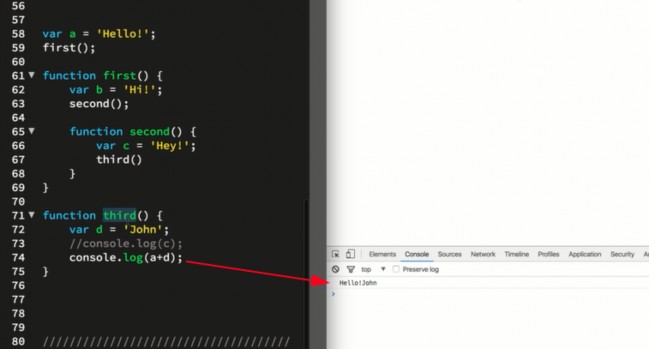 56
57
58 var a = 'Hello!';
59 first();
60
61 function first() {
62 var b = 'Hi!';
63 second();
64
65 function second() {
66 var c = 'Hey!';
67 third()
68 }
69 }
70
71 function third() {
72 var d = 'John';
73 //console.log(c);
74 console.log(a+d);
75 }
76
77
78
79
80 /////////////////////////////////////
Elements Console Sources Network Timeline Profiles Application Security Au
top Preserve log
Hello!John